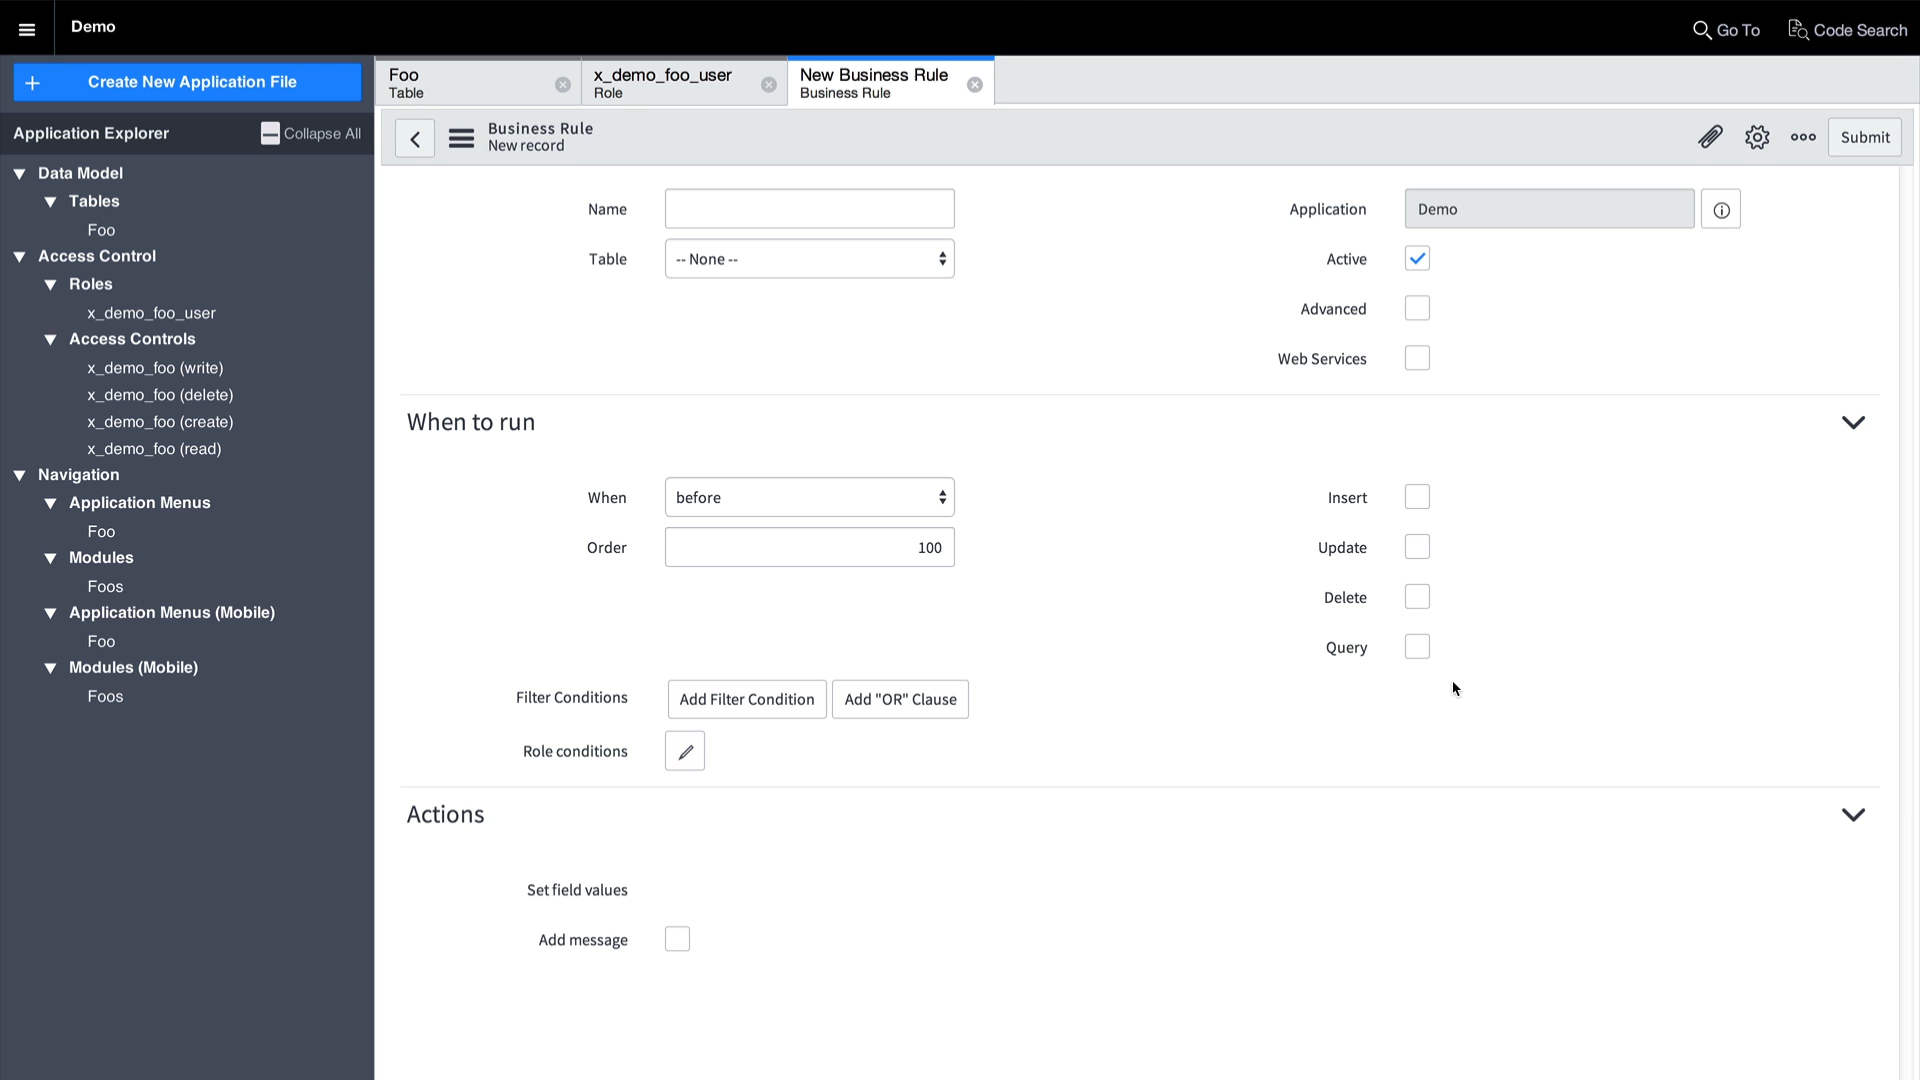 Demo
Go To
Code Search
Create New Application File
Application Explorer
Collapse All
Data Model
Tables
Foo
Access Control
Roles
x_demo_foo_user
Access Controls
x_demo_foo (write)
x_demo_foo (delete)
x_demo_foo (create)
x_demo_foo (read)
Navigation
Application Menus
Foo
Modules
Foos
Application Menus (Mobile)
Foo
Modules (Mobile)
Foos
Foo
Table
x_demo_foo_user
Role
New Business Rule
Business Rule
Business Rule
New record
Submit
Name
Table
-- None --
Application
Demo
Active
Advanced
Web Services
When to run
When
before
Order
100
Insert
Update
Delete
Query
Filter Conditions
Add Filter Condition
Add "OR" Clause
Role conditions
Actions
Set field values
Add message